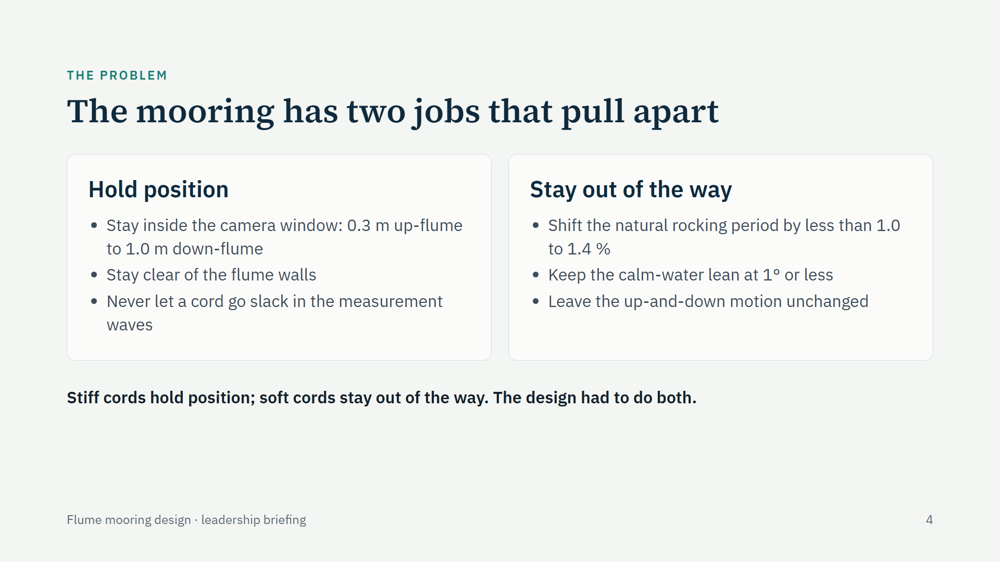 THE PROBLEM
The mooring has two jobs that pull apart
Hold position
• Stay inside the camera window: 0.3 m up-flume
to 1.0 m down-flume
• Stay clear of the flume walls
• Never let a cord go slack in the measurement
waves
Stay out of the way
• Shift the natural rocking period by less than 1.0
to 1.4 %
• Keep the calm-water lean at 1° or less
• Leave the up-and-down motion unchanged
Stiff cords hold position; soft cords stay out of the way. The design had to do both.
Flume mooring design · leadership briefing
4